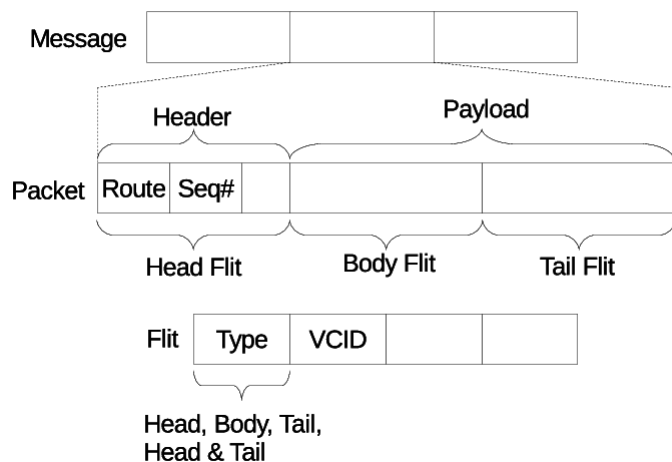 Message
Header
Payload
Packet
Route
Seq#
Head Flit
Body Flit
Tail Flit
Flit
Type
VCID
Head, Body, Tail,
Head & Tail